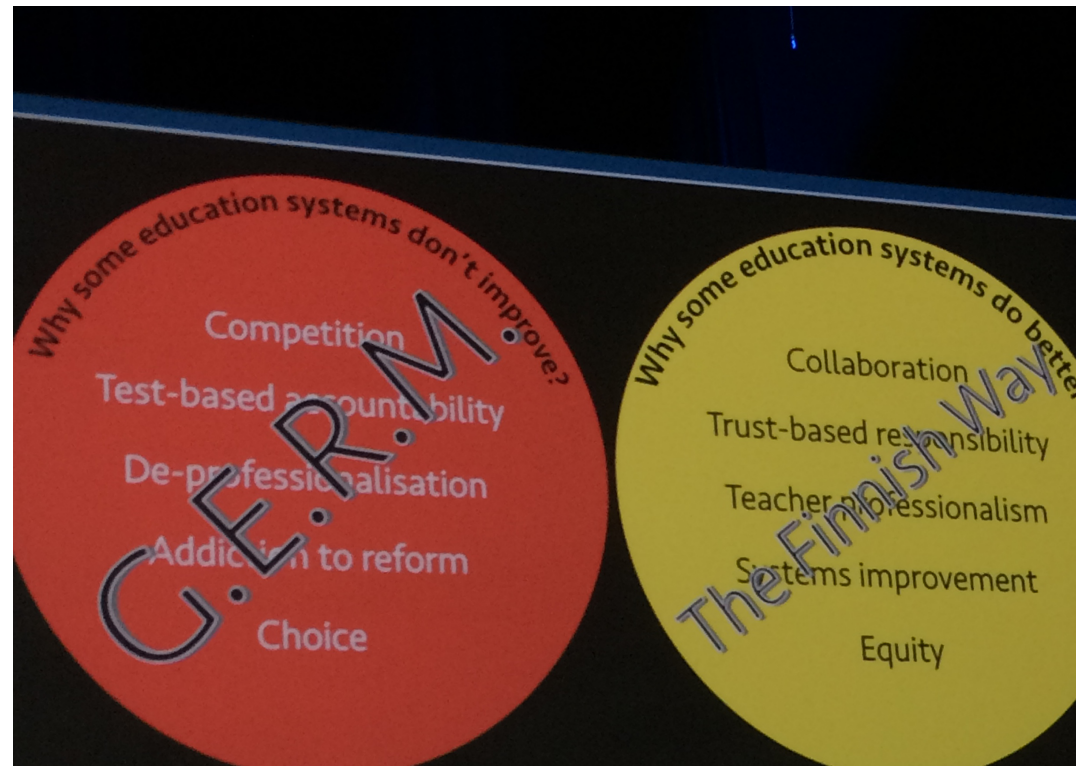 Why some education systems don't improve?
Competition
Test-based accountability
De-professionalisation
Addiction to reform
Choice
G.E.R.M.
Why some education systems do better
Collaboration
Trust-based responsibility
Teacher professionalism
Systems improvement
Equity
The Finnish Way